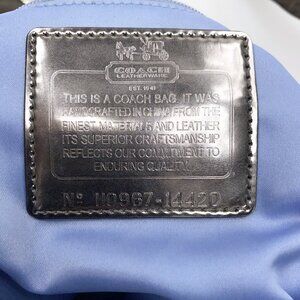 COACH
LEATHERWARE
EST. 1941
THIS IS A COACH BAG. IT WAS
HANDCRAFTED IN CHINA FROM THE
FINEST MATERIALS AND LEATHER
ITS SUPERIOR CRAFTSMANSHIP
REFLECTS OUR COMMITMENT TO
ENDURING QUALITY.
Nº H0967-14420